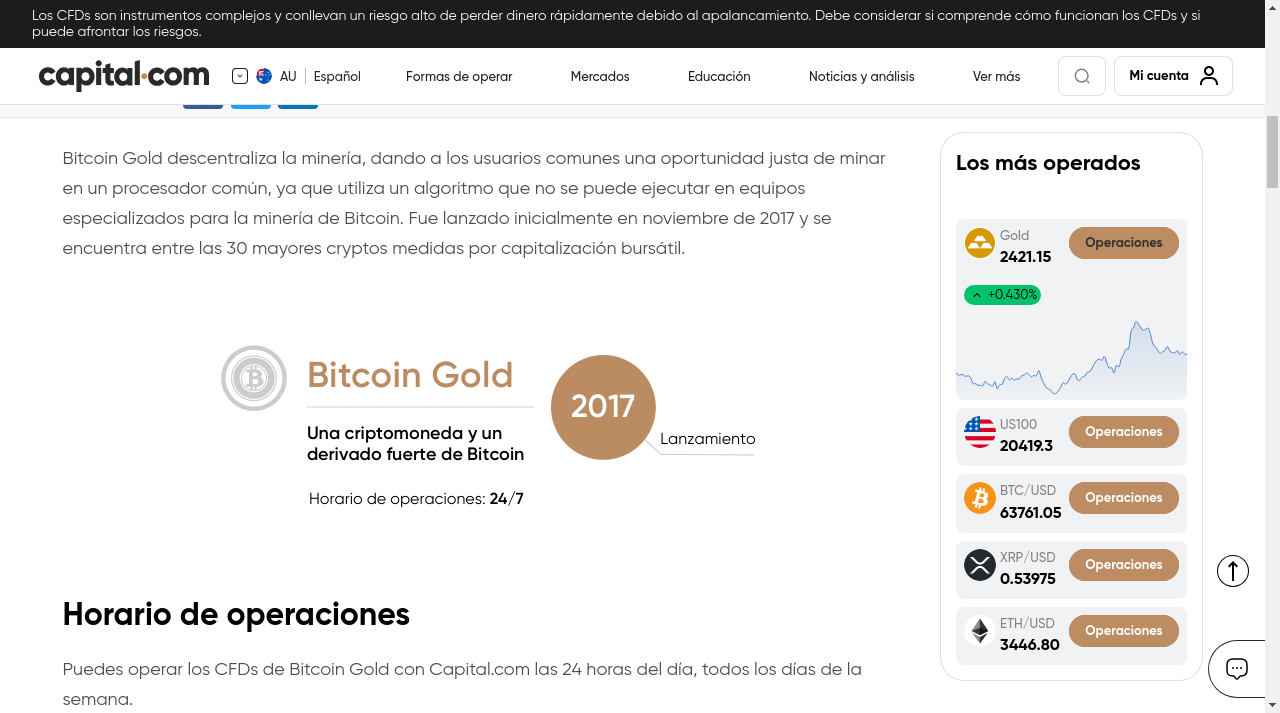 Los CFDs son instrumentos complejos y conllevan un riesgo alto de perder dinero rápidamente debido al apalancamiento. Debe considerar si comprende cómo funcionan los CFDs y si
puede afrontar los riesgos.
capital.com
AU
Español
Formas de operar
Mercados
Educación
Noticias y análisis
Ver más
Mi cuenta
Bitcoin Gold descentraliza la minería, dando a los usuarios comunes una oportunidad justa de minar
en un procesador común, ya que utiliza un algoritmo que no se puede ejecutar en equipos
especializados para la minería de Bitcoin. Fue lanzado inicialmente en noviembre de 2017 y se
encuentra entre las 30 mayores cryptos medidas por capitalización bursátil.
Bitcoin Gold
Una criptomoneda y un
derivado fuerte de Bitcoin
Horario de operaciones: 24/7
2017
Lanzamiento
Horario de operaciones
Puedes operar los CFDs de Bitcoin Gold con Capital.com las 24 horas del día, todos los días de la
semana.
Los más operados
Gold
2421.15
Operaciones
+0.430%
US100
20419.3
Operaciones
BTC/USD
63761.05
Operaciones
XRP/USD
0.53975
Operaciones
ETH/USD
3446.80
Operaciones